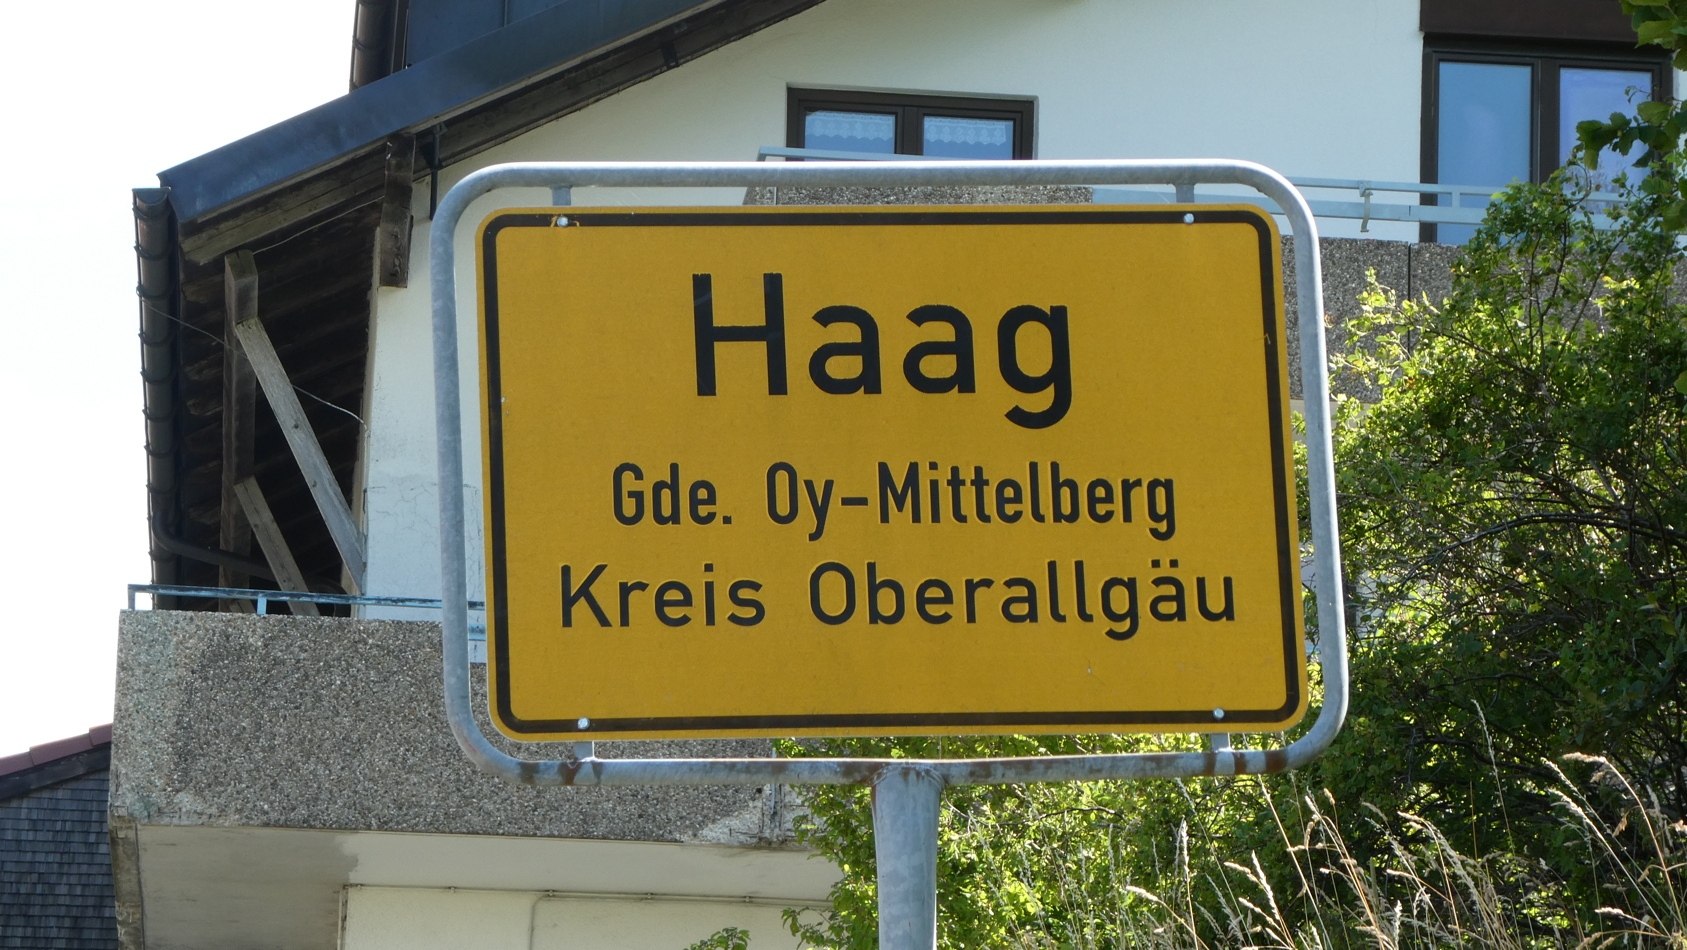 Haag
Gde. Oy-Mittelberg
Kreis Oberallgäu